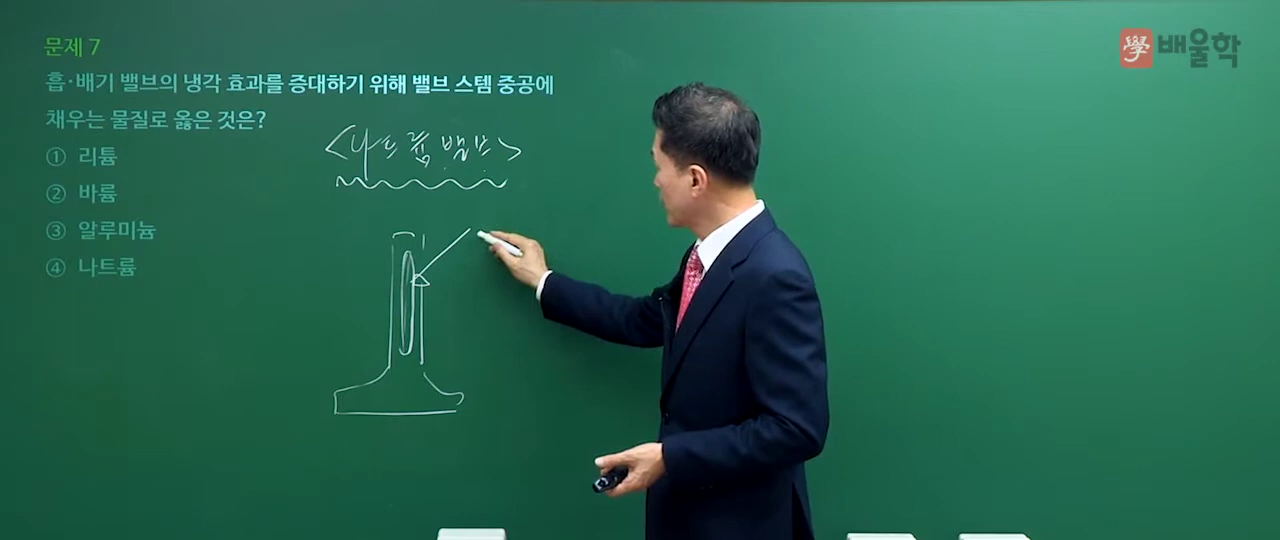 문제 7
흡·배기 밸브의 냉각 효과를 증대하기 위해 밸브 스템 중공에
채우는 물질로 옳은 것은?
① 리튬
② 바륨
③ 알루미늄
④ 나트륨
<나트륨 밸브>
學 배울학